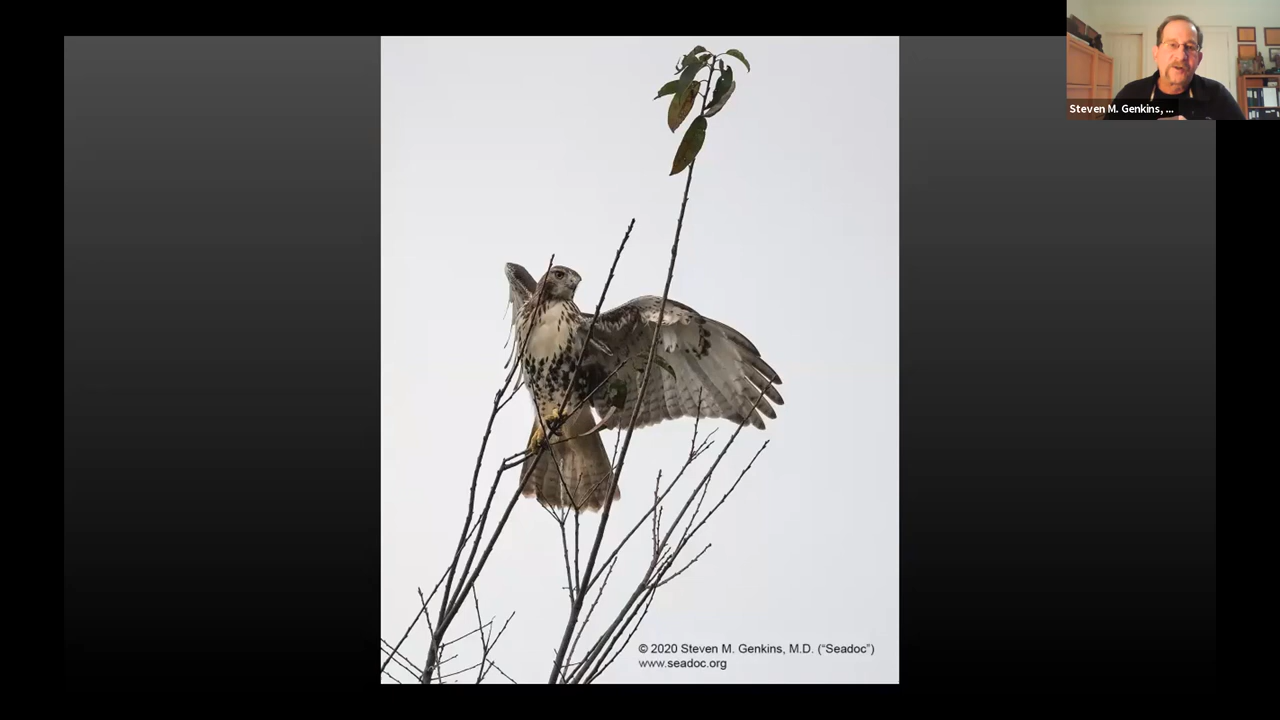 Steven M. Genkins, ...
© 2020 Steven M. Genkins, M.D. (“Seadoc”)
www.seadoc.org